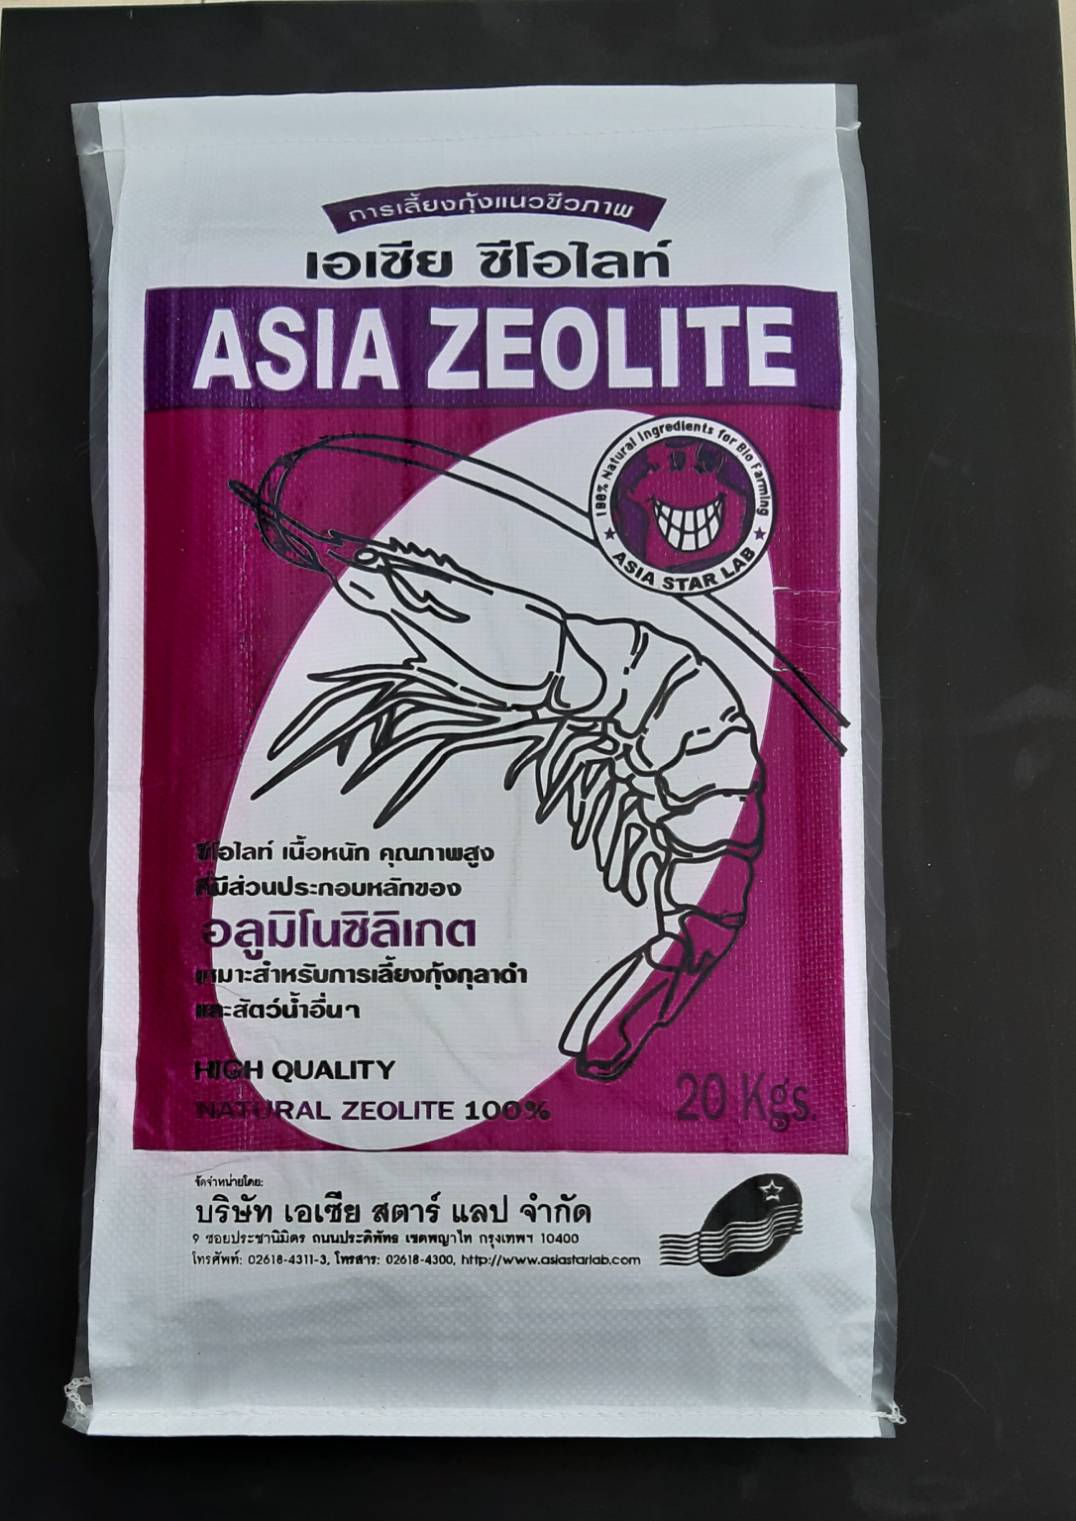 การเลี้ยงกุ้งแนวชีวภาพ
เอเซีย ซีโอไลท์
ASIA ZEOLITE
100% Natural Ingredients for Bio Farming
ASIA STAR LAB
ซีโอไลท์ เนื้อหนัก คุณภาพสูง
ที่มีส่วนประกอบหลักของ
อลูมิโนซิลิเกต
เหมาะสำหรับการเลี้ยงกุ้งกุลาดำ
และสัตว์น้ำอื่นๆ
HIGH QUALITY
NATURAL ZEOLITE 100%
20 Kgs.
จัดจำหน่ายโดย:
บริษัท เอเซีย สตาร์ แลป จำกัด
9 ซอยประชานิมิตร ถนนประดิพัทธ เขตพญาไท กรุงเทพฯ 10400
โทรศัพท์: 02618-4311-3, โทรสาร: 02618-4300, http://www.asiastarlab.com